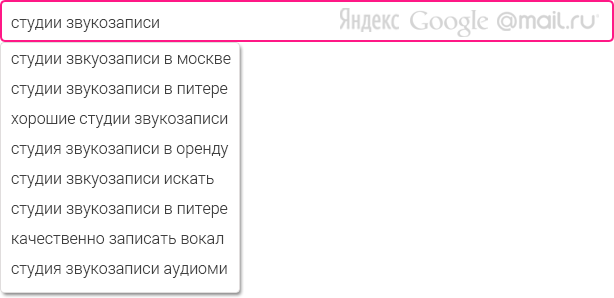 студии звукозаписи Яндекс Google @mail.ru
студии звкуозаписи в москве
студии звукозаписи в питере
хорошие студии звукозаписи
студия звукозаписи в оренду
студии звкуозаписи искать
студии звукозаписи в питере
качественно записать вокал
студия звукозаписи аудиоми